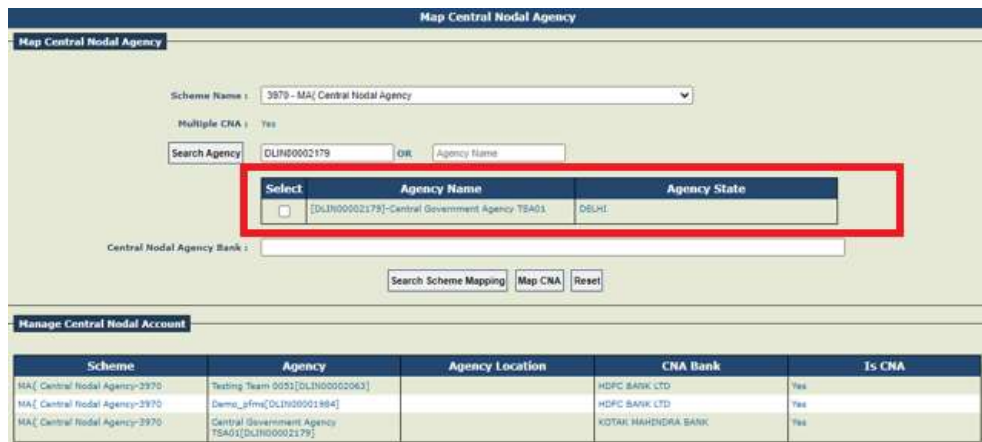 Map Central Nodal Agency
Map Central Nodal Agency
Scheme Name : 3970 - MA( Central Nodal Agency
Multiple CNA : Yes
Search Agency DLIN00002179 OR Agency Name
Select Agency Name Agency State
[DLIN00002179]-Central Government Agency TSA01 DELHI
Central Nodal Agency Bank :
Search Scheme Mapping Map CNA Reset
Manage Central Nodal Account
Scheme Agency Agency Location CNA Bank Is CNA
MA( Central Nodal Agency-3970 Testing Team 0051[DLIN00002063] HDFC BANK LTD Yes
MA( Central Nodal Agency-3970 Demo_pfms[DLIN00001984] HDFC BANK LTD Yes
MA( Central Nodal Agency-3970 Central Government Agency TSA01[DLIN00002179] KOTAK MAHINDRA BANK Yes